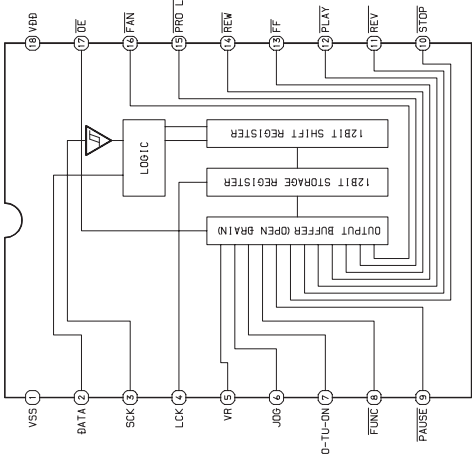 18 VDD
17 OE
16 FAN
15 PRO L
14 REW
13 FF
12 PLAY
11 REV
10 STOP
LOGIC
12BIT SHIFT REGISTER
12BIT STORAGE REGISTER
OUTPUT BUFFER (OPEN DRAIN)
VSS 1
DATA 2
SCK 3
LCK 4
VR 5
JOG 6
O-TU-ON 7
FUNC 8
PAUSE 9